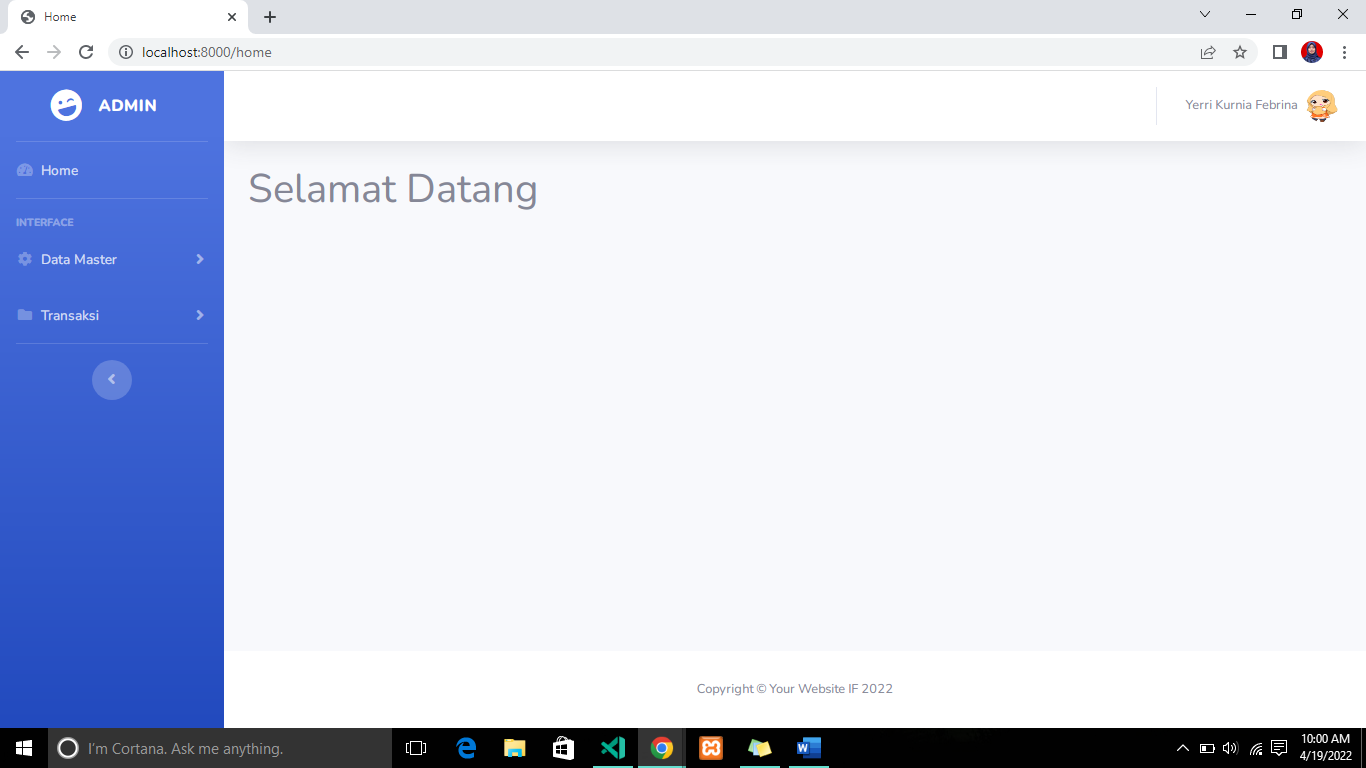 Home
localhost:8000/home
ADMIN
Yerri Kurnia Febrina
Home
Selamat Datang
INTERFACE
Data Master
Transaksi
Copyright © Your Website IF 2022
I'm Cortana. Ask me anything.
10:00 AM
4/19/2022